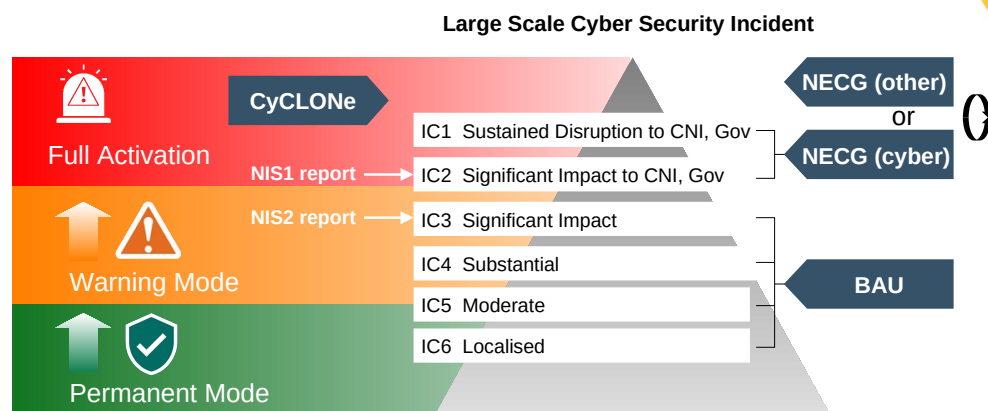 Large Scale Cyber Security Incident
CyCLONe
NECG (other)
or
IC1 Sustained Disruption to CNI, Gov
Full Activation
NECG (cyber)
NIS1 report
IC2 Significant Impact to CNI, Gov
NIS2 report
IC3 Significant Impact
IC4 Substantial
Warning Mode
BAU
IC5 Moderate
IC6 Localised
Permanent Mode